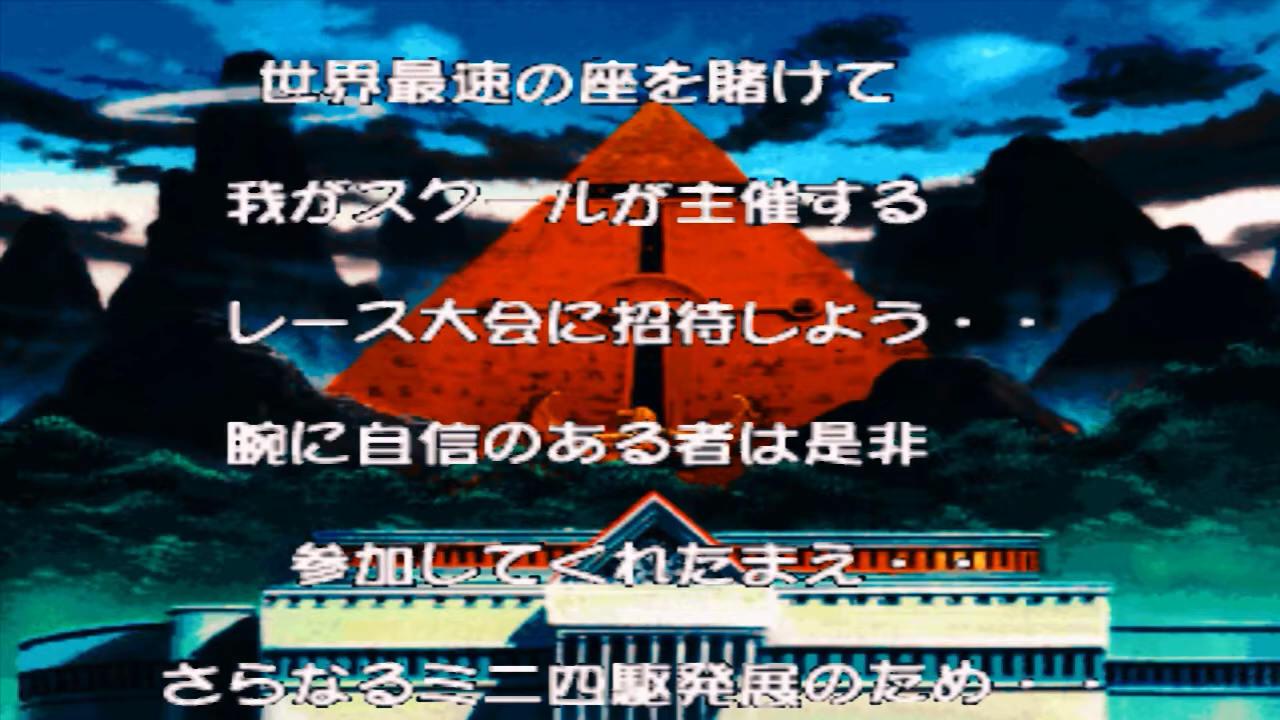 世界最速の座を賭けて
我がスクールが主催する
レース大会に招待しよう・・
腕に自信のある者は是非
参加してくれたまえ・・
さらなるミニ四駆発展のため・・